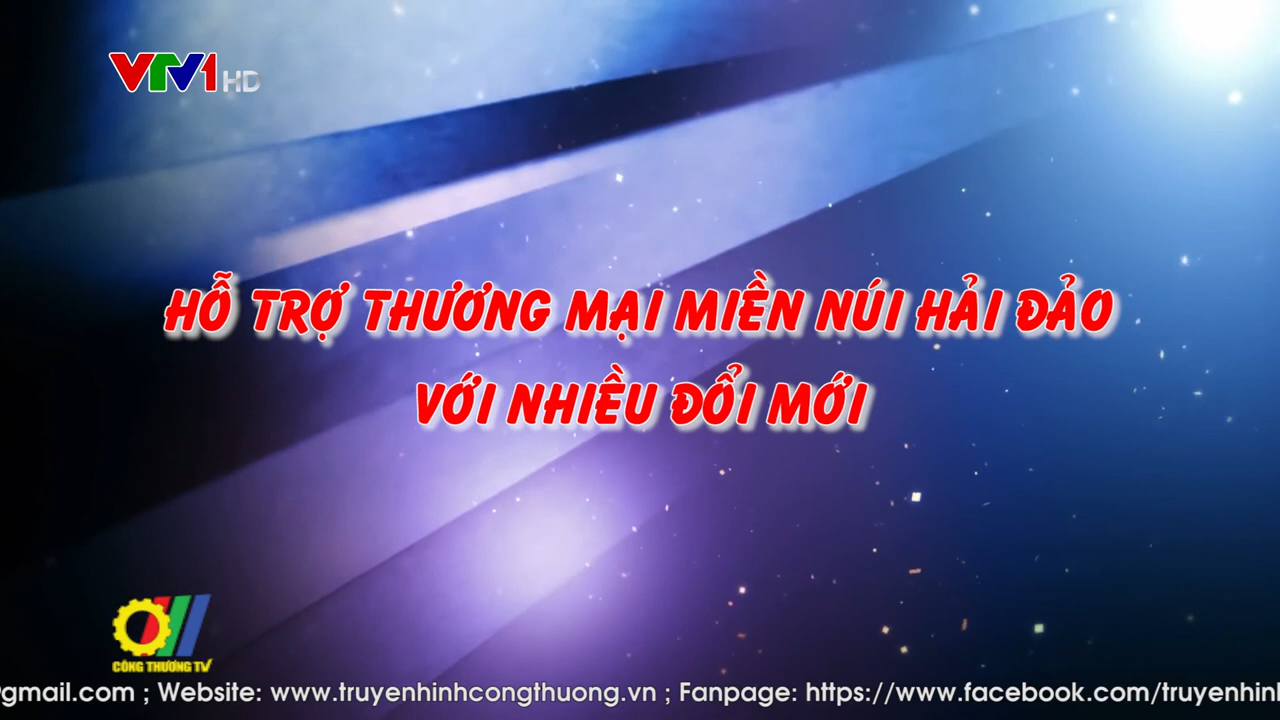 VTV1 HD
HỖ TRỢ THƯƠNG MẠI MIỀN NÚI HẢI ĐẢO
VỚI NHIỀU ĐỔI MỚI
CÔNG THƯƠNG TV
@gmail.com ; Website: www.truyenhinhcongthuong.vn ; Fanpage: https://www.facebook.com/truyenhinh